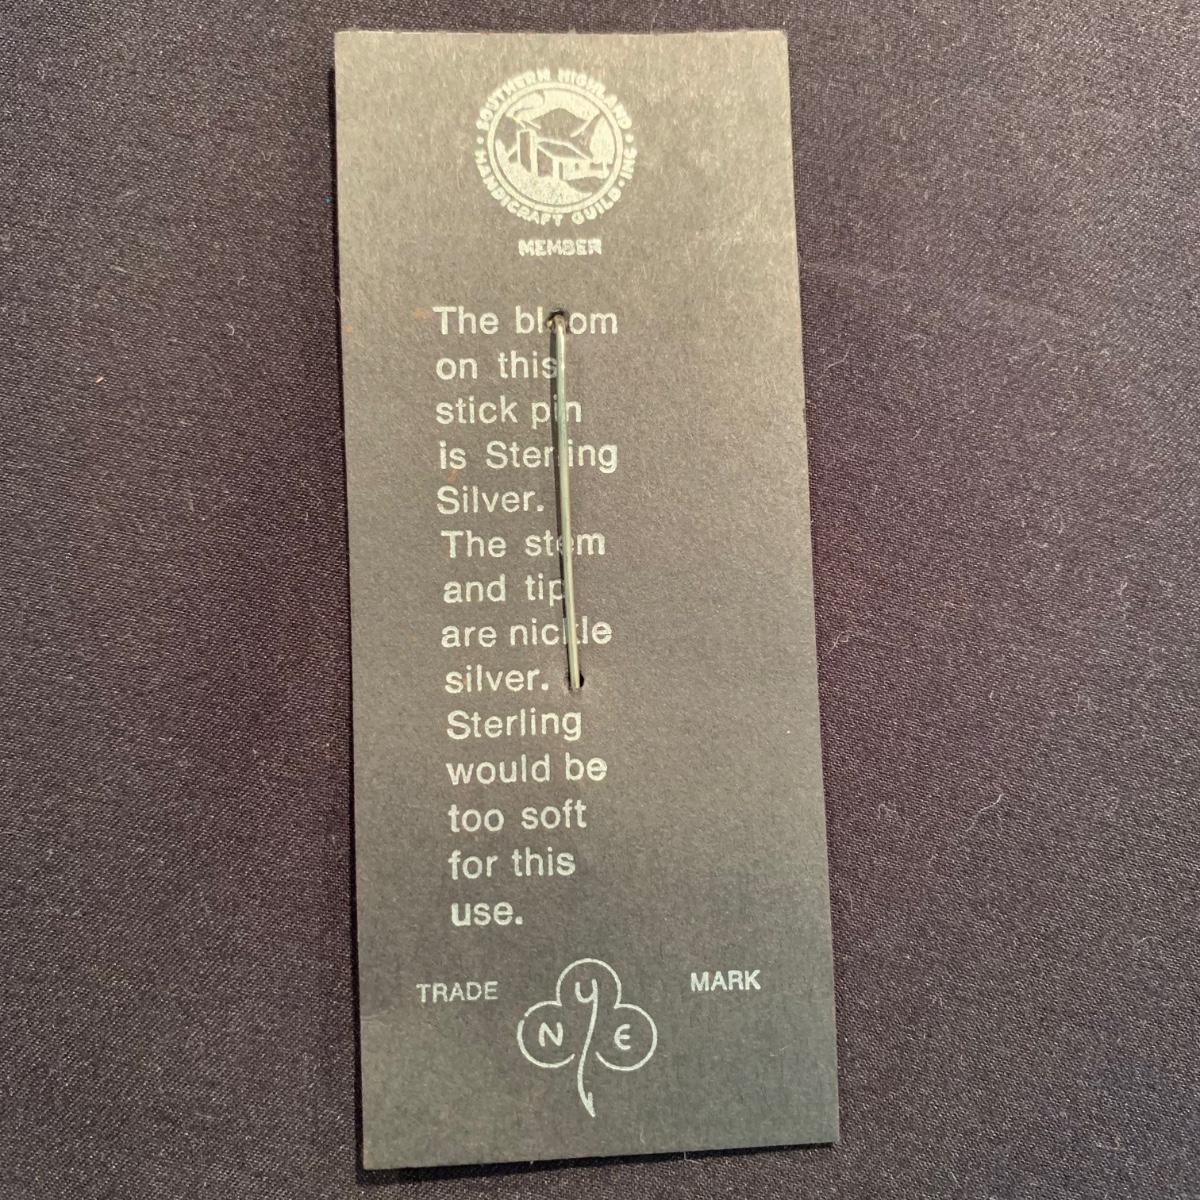 SOUTHERN HIGHLAND
HANDICRAFT GUILD · INC ·
MEMBER
The bloom
on this
stick pin
is Sterling
Silver.
The stem
and tip
are nickle
silver.
Sterling
would be
too soft
for this
use.
TRADE NYE MARK